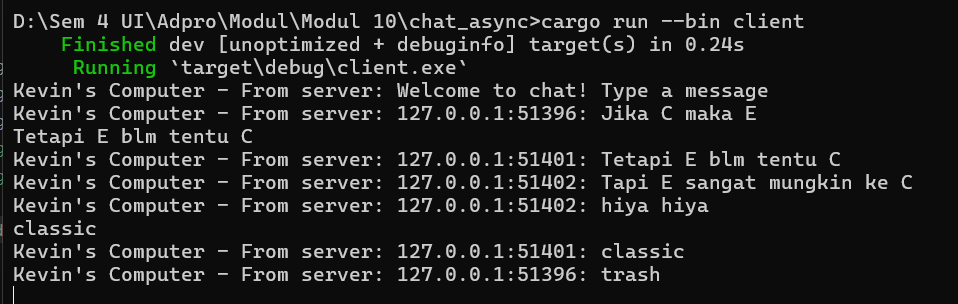 D:\Sem 4 UI\Adpro\Modul\Modul 10\chat_async>cargo run --bin client
Finished dev [unoptimized + debuginfo] target(s) in 0.24s
Running `target\debug\client.exe`
Kevin's Computer - From server: Welcome to chat! Type a message
Kevin's Computer - From server: 127.0.0.1:51396: Jika C maka E
Tetapi E blm tentu C
Kevin's Computer - From server: 127.0.0.1:51401: Tetapi E blm tentu C
Kevin's Computer - From server: 127.0.0.1:51402: Tapi E sangat mungkin ke C
Kevin's Computer - From server: 127.0.0.1:51402: hiya hiya
classic
Kevin's Computer - From server: 127.0.0.1:51401: classic
Kevin's Computer - From server: 127.0.0.1:51396: trash